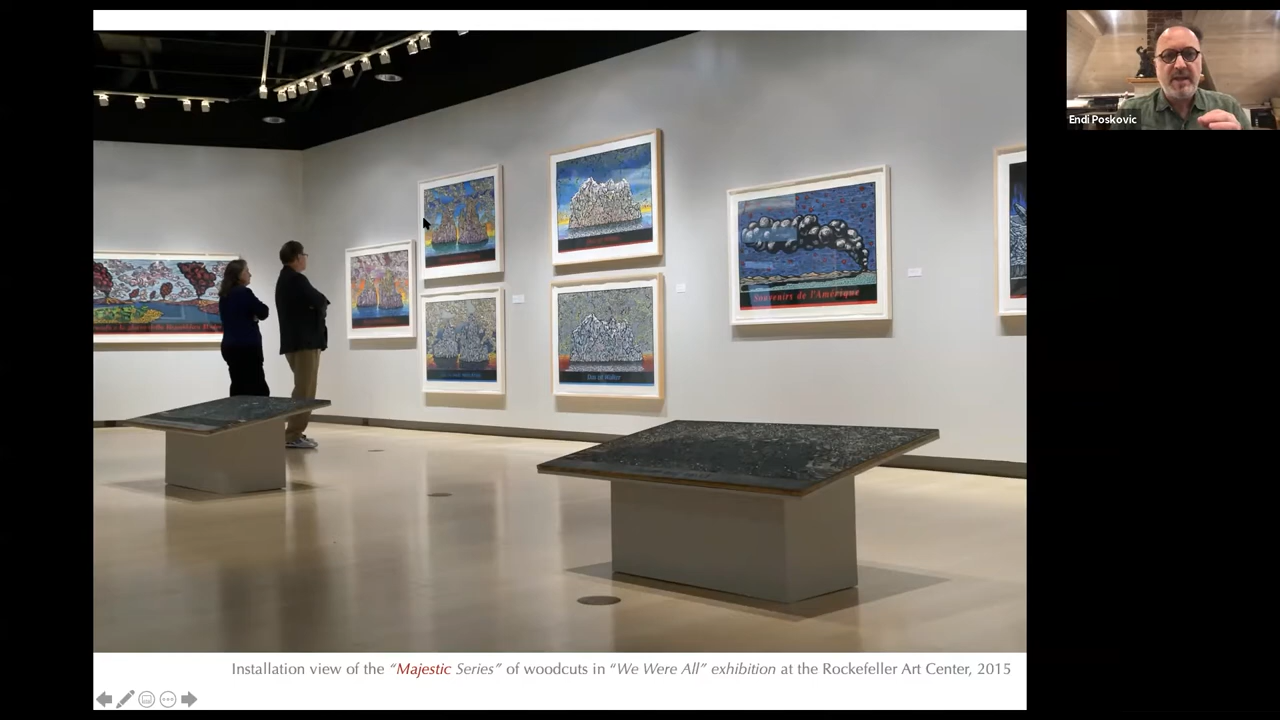 Endi Poskovic
Souvenirs de l'Amérique
Installation view of the "Majestic Series" of woodcuts in "We Were All" exhibition at the Rockefeller Art Center, 2015